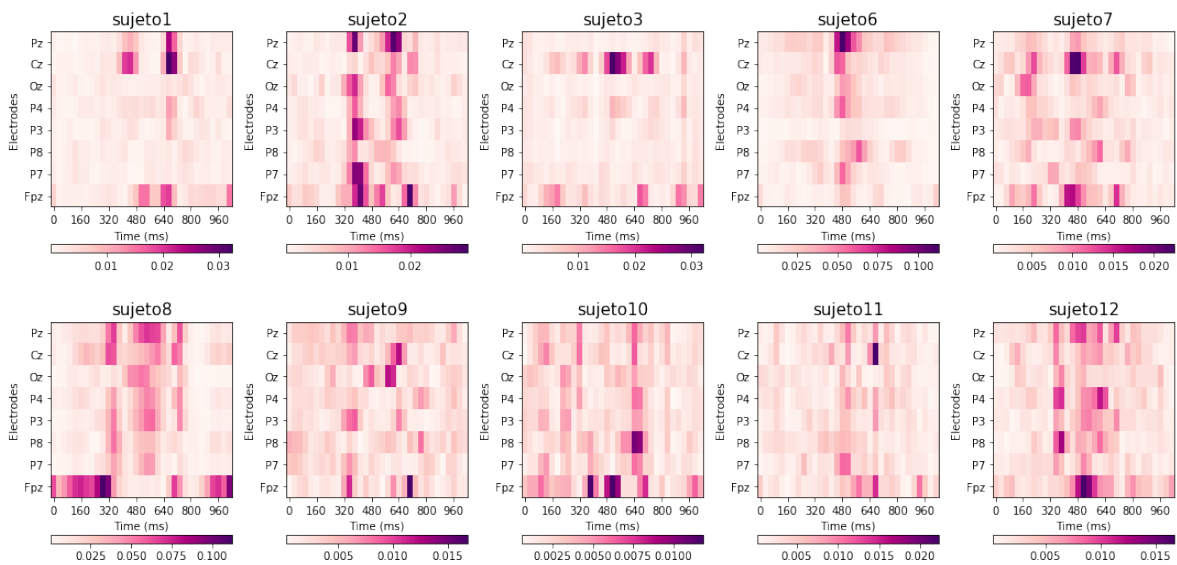 sujeto1 sujeto2 sujeto3 sujeto6 sujeto7
Pz Pz Pz Pz Pz
Cz Cz Cz Cz Cz
Oz Oz Oz Oz Oz
P4 P4 P4 P4 P4
P3 P3 P3 P3 P3
P8 P8 P8 P8 P8
P7 P7 P7 P7 P7
Fpz Fpz Fpz Fpz Fpz
Electrodes Electrodes Electrodes Electrodes Electrodes
0 160 320 480 640 800 960 0 160 320 480 640 800 960 0 160 320 480 640 800 960 0 160 320 480 640 800 960 0 160 320 480 640 800 960
Time (ms) Time (ms) Time (ms) Time (ms) Time (ms)
0.01 0.02 0.03 0.01 0.02 0.01 0.02 0.03 0.025 0.050 0.075 0.100 0.005 0.010 0.015 0.020
sujeto8 sujeto9 sujeto10 sujeto11 sujeto12
Pz Pz Pz Pz Pz
Cz Cz Cz Cz Cz
Oz Oz Oz Oz Oz
P4 P4 P4 P4 P4
P3 P3 P3 P3 P3
P8 P8 P8 P8 P8
P7 P7 P7 P7 P7
Fpz Fpz Fpz Fpz Fpz
Electrodes Electrodes Electrodes Electrodes Electrodes
0 160 320 480 640 800 960 0 160 320 480 640 800 960 0 160 320 480 640 800 960 0 160 320 480 640 800 960 0 160 320 480 640 800 960
Time (ms) Time (ms) Time (ms) Time (ms) Time (ms)
0.025 0.050 0.075 0.100 0.005 0.010 0.015 0.0025 0.0050 0.0075 0.0100 0.005 0.010 0.015 0.020 0.005 0.010 0.015